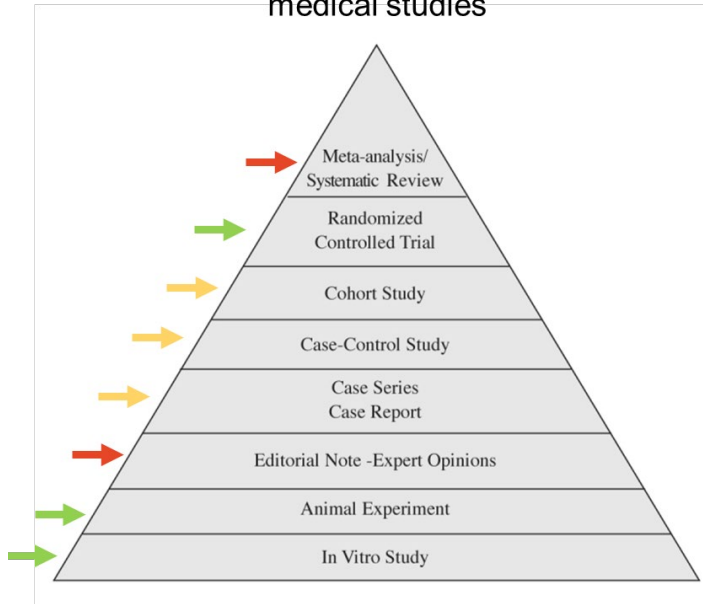 medical studies
Meta-analysis/
Systematic Review
Randomized
Controlled Trial
Cohort Study
Case-Control Study
Case Series
Case Report
Editorial Note -Expert Opinions
Animal Experiment
In Vitro Study